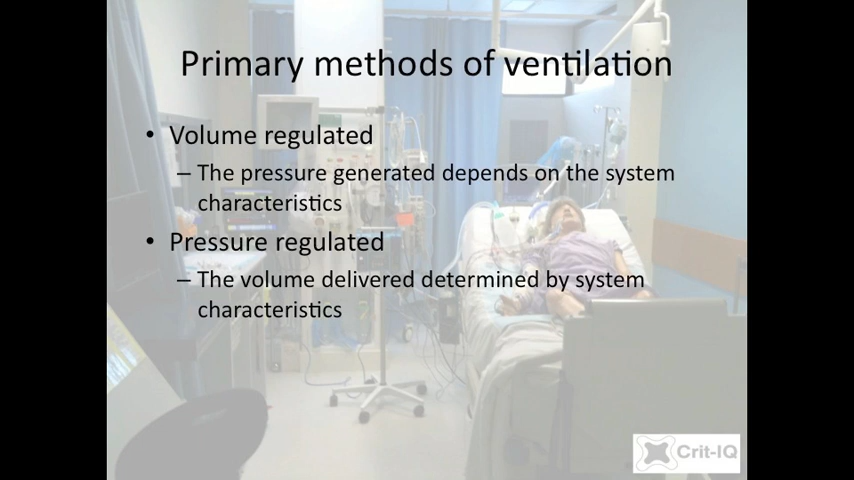 Primary methods of ventilation
• Volume regulated
– The pressure generated depends on the system
characteristics
• Pressure regulated
– The volume delivered determined by system
characteristics
Crit-IQ